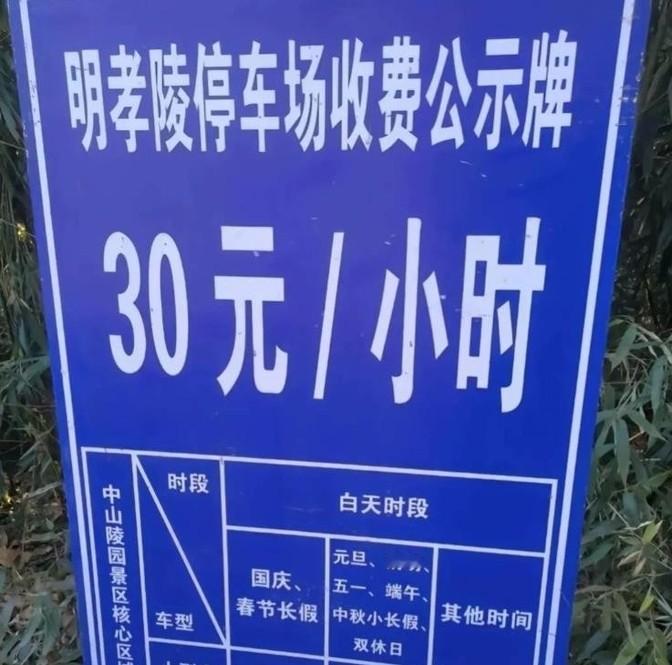 明孝陵停车场收费公示牌
30元/小时
中山陵园景区核心区
时段
车型
白天时段
国庆、
春节长假
元旦、
五一、端午、
中秋小长假、
双休日
其他时间